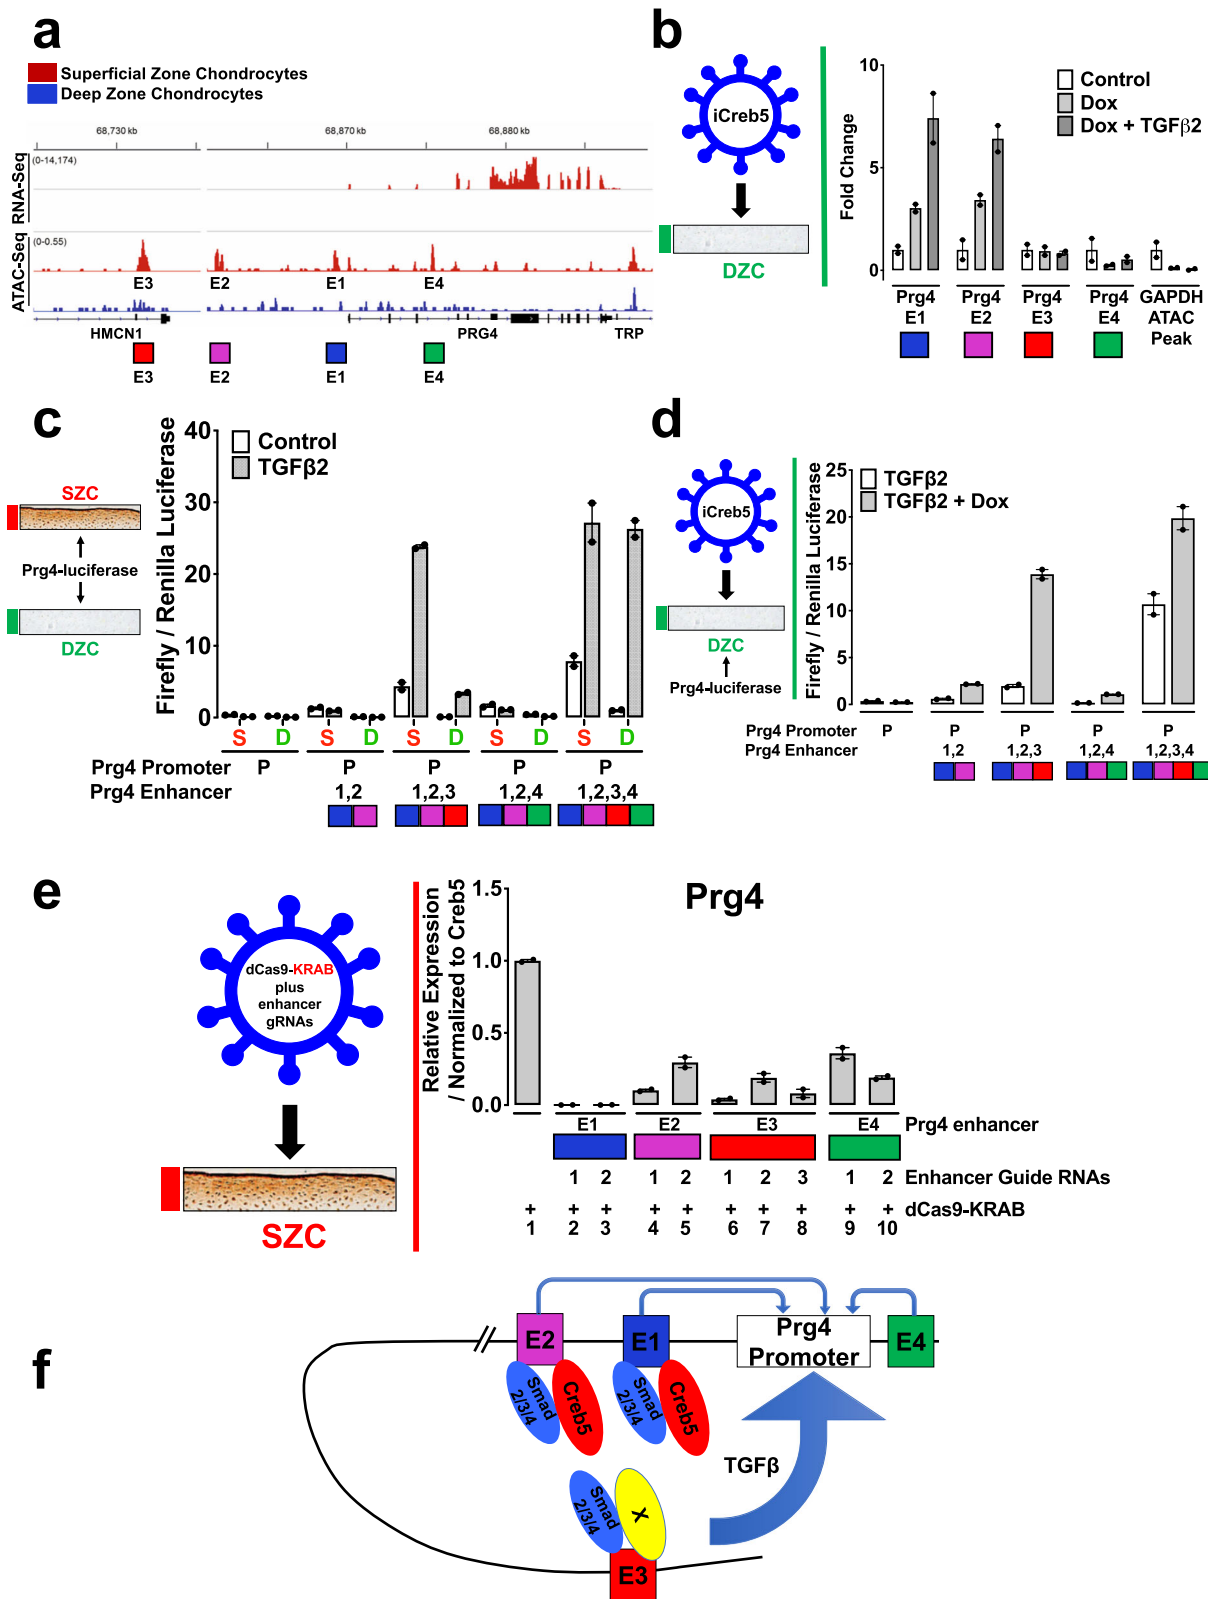 a
Superficial Zone Chondrocytes
Deep Zone Chondrocytes
68,730 kb
68,870 kb
68,880 kb
RNA-Seq
(0-14,174)
ATAC-Seq
(0-0.55)
E3
E2
E1
E4
HMCN1
PRG4
TRP
E3
E2
E1
E4
b
iCreb5
DZC
Fold Change
10
5
0
Control
Dox
Dox + TGFβ2
Prg4 Prg4 Prg4 Prg4 GAPDH
E1 E2 E3 E4 ATAC
Peak
c
SZC
Prg4-luciferase
DZC
Firefly / Renilla Luciferase
40
30
20
10
0
Control
TGFβ2
S D S D S D S D S D
Prg4 Promoter P P P P P
Prg4 Enhancer 1,2 1,2,3 1,2,4 1,2,3,4
d
iCreb5
DZC
Prg4-luciferase
Firefly / Renilla Luciferase
25
20
15
10
5
0
TGFβ2
TGFβ2 + Dox
Prg4 Promoter P P P P P
Prg4 Enhancer 1,2 1,2,3 1,2,4 1,2,3,4
e
dCas9-KRAB
plus
enhancer
gRNAs
SZC
Relative Expression
/ Normalized to Creb5
Prg4
1.5
1.0
0.5
0.0
E1 E2 E3 E4 Prg4 enhancer
1 2 1 2 1 2 3 1 2 Enhancer Guide RNAs
+ + + + + + + + + + dCas9-KRAB
1 2 3 4 5 6 7 8 9 10
f
E2
E1
Prg4
Promoter
E4
Smad
2/3/4
Creb5
Smad
2/3/4
Creb5
TGFβ
Smad
2/3/4
X
E3